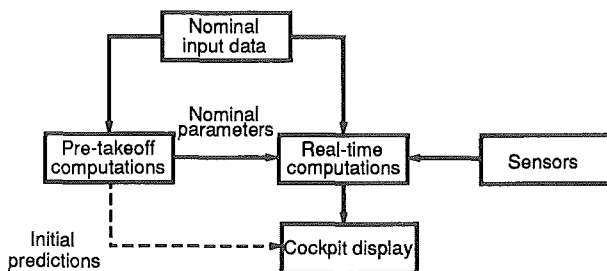 Nominal
input data
Nominal
parameters
Pre-takeoff
computations
Real-time
computations
Sensors
Initial
predictions
Cockpit display